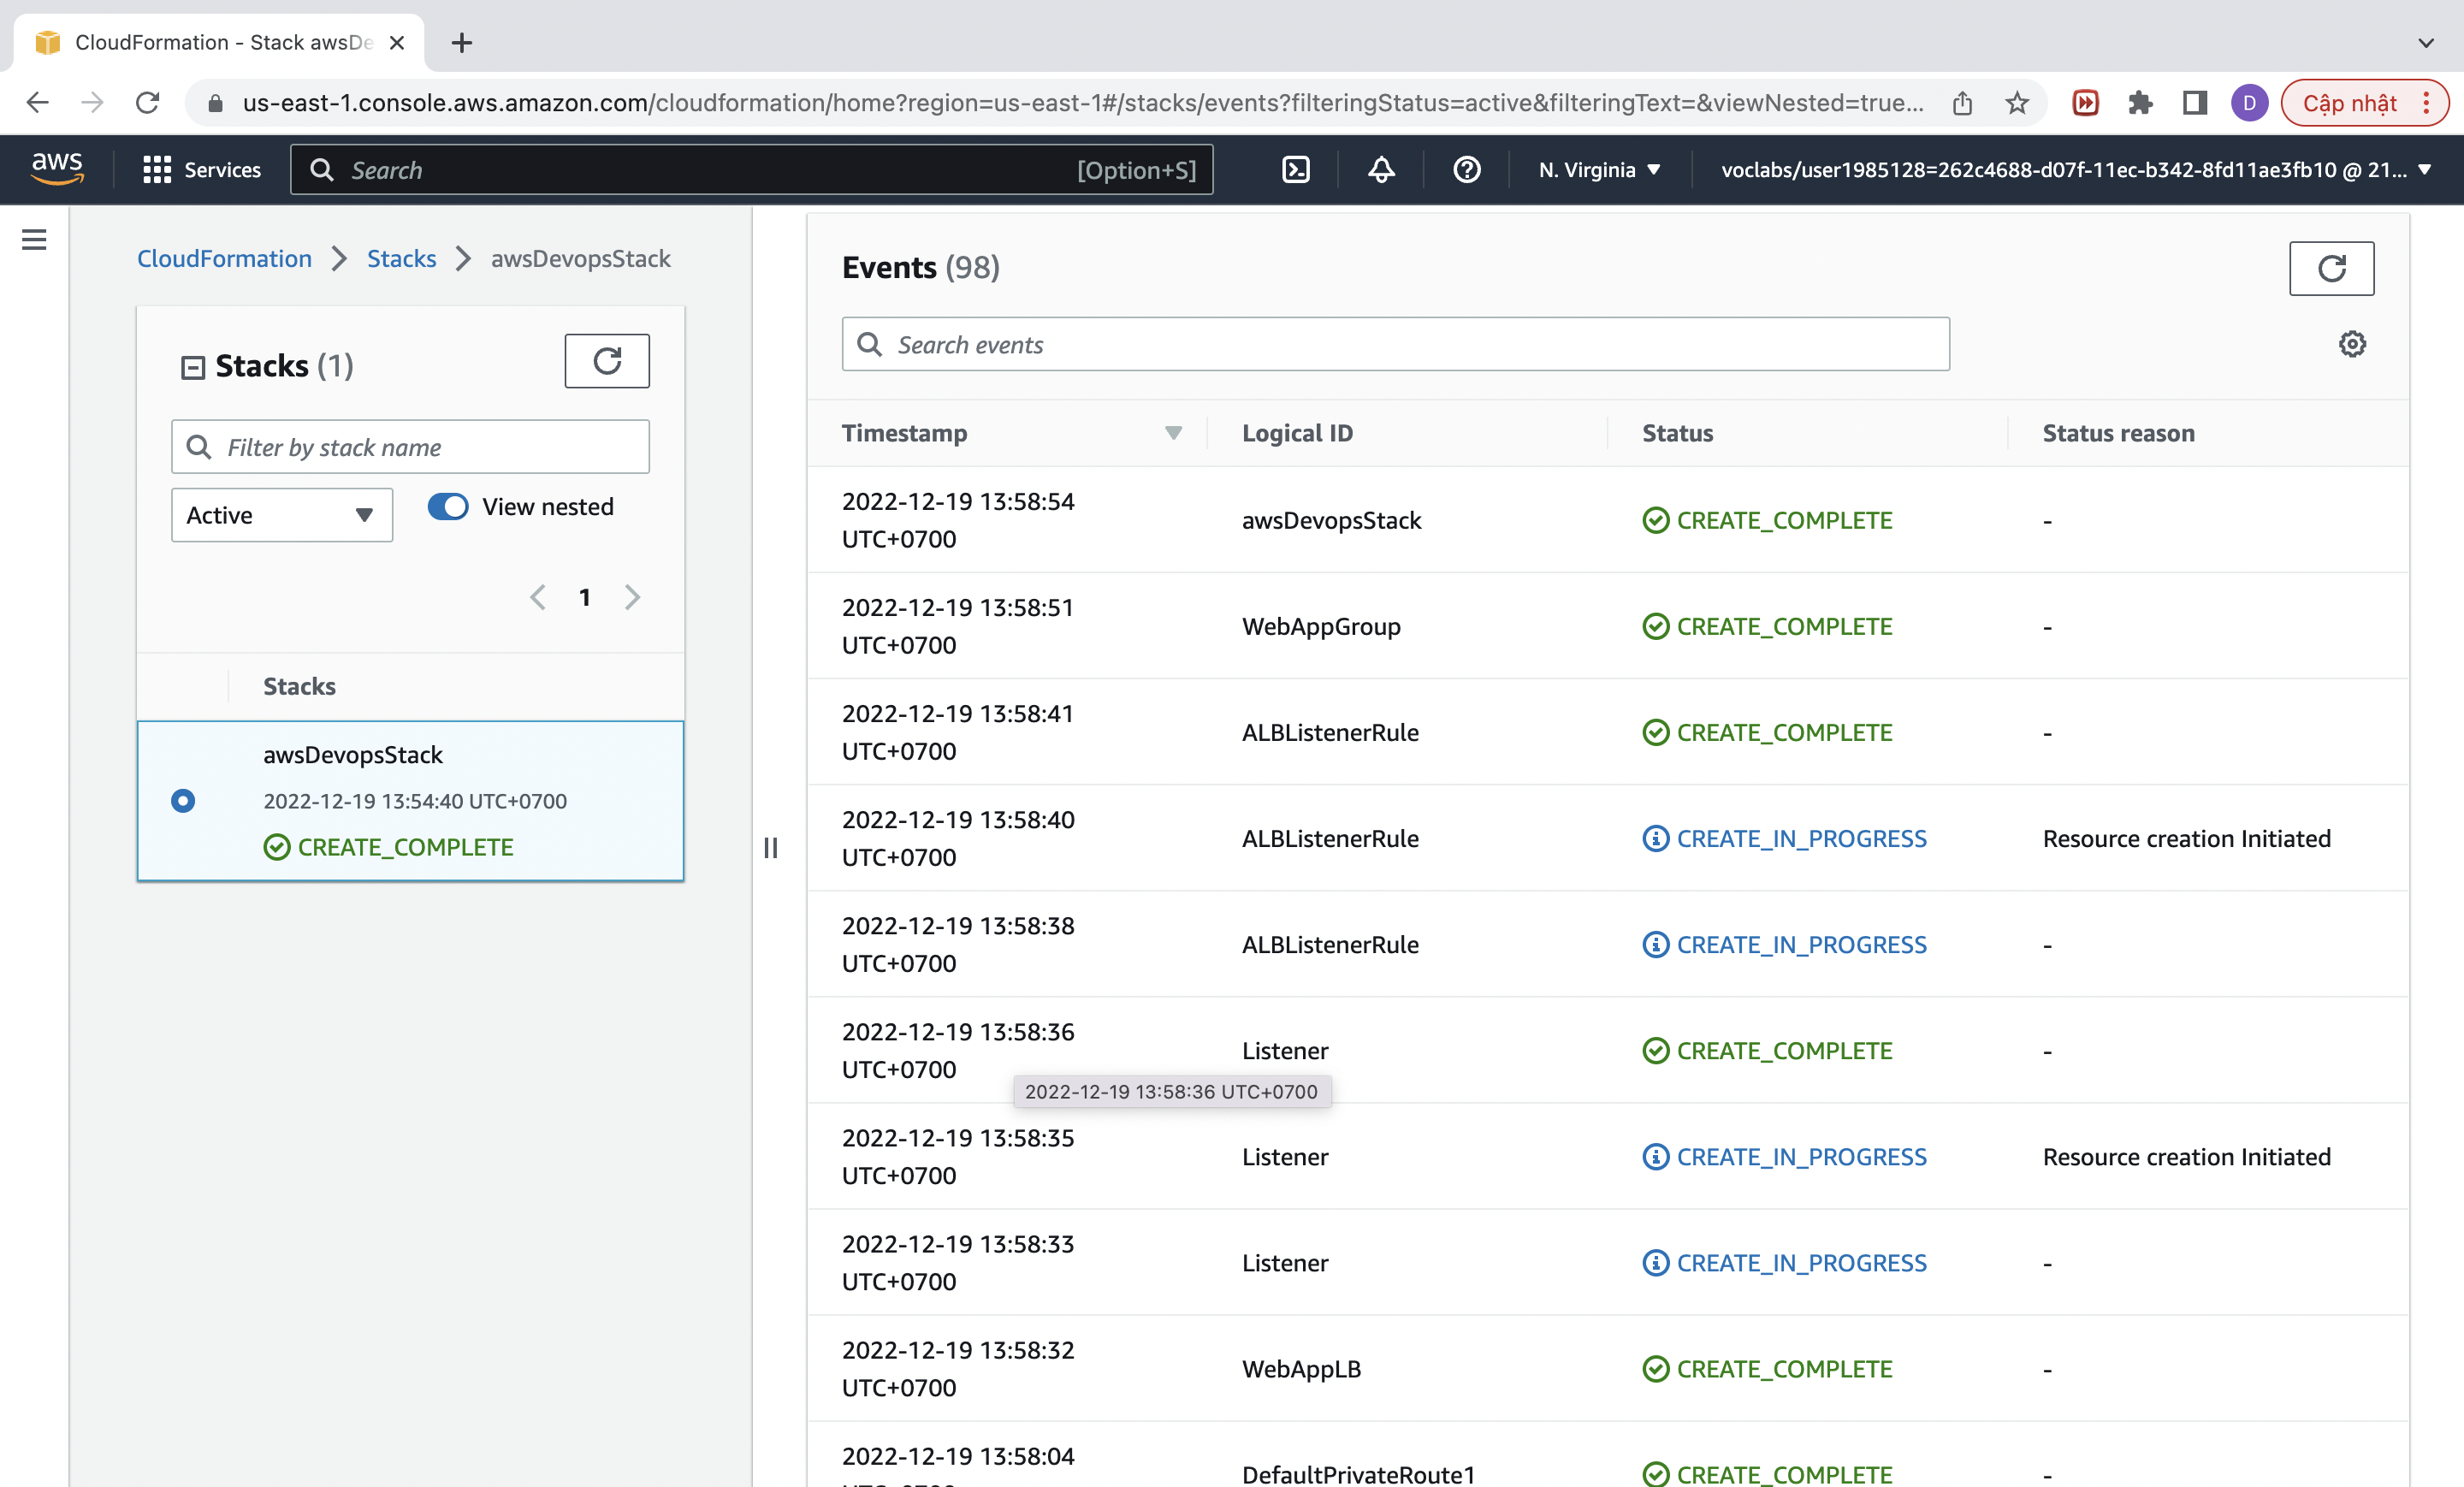 CloudFormation - Stack awsDe
us-east-1.console.aws.amazon.com/cloudformation/home?region=us-east-1#/stacks/events?filteringStatus=active&filteringText=&viewNested=true...
D
Cập nhật
aws
Services
Search
[Option+S]
N. Virginia
voclabs/user1985128=262c4688-d07f-11ec-b342-8fd11ae3fb10 @ 21...
CloudFormation
Stacks
awsDevopsStack
Stacks (1)
Filter by stack name
Active
View nested
1
Stacks
awsDevopsStack
2022-12-19 13:54:40 UTC+0700
CREATE_COMPLETE
Events (98)
Search events
Timestamp Logical ID Status Status reason
2022-12-19 13:58:54
UTC+0700
awsDevopsStack CREATE_COMPLETE -
2022-12-19 13:58:51
UTC+0700
WebAppGroup CREATE_COMPLETE -
2022-12-19 13:58:41
UTC+0700
ALBListenerRule CREATE_COMPLETE -
2022-12-19 13:58:40
UTC+0700
ALBListenerRule CREATE_IN_PROGRESS Resource creation Initiated
2022-12-19 13:58:38
UTC+0700
ALBListenerRule CREATE_IN_PROGRESS -
2022-12-19 13:58:36
UTC+0700
Listener CREATE_COMPLETE -
2022-12-19 13:58:36 UTC+0700
2022-12-19 13:58:35
UTC+0700
Listener CREATE_IN_PROGRESS Resource creation Initiated
2022-12-19 13:58:33
UTC+0700
Listener CREATE_IN_PROGRESS -
2022-12-19 13:58:32
UTC+0700
WebAppLB CREATE_COMPLETE -
2022-12-19 13:58:04
DefaultPrivateRoute1 CREATE_COMPLETE -